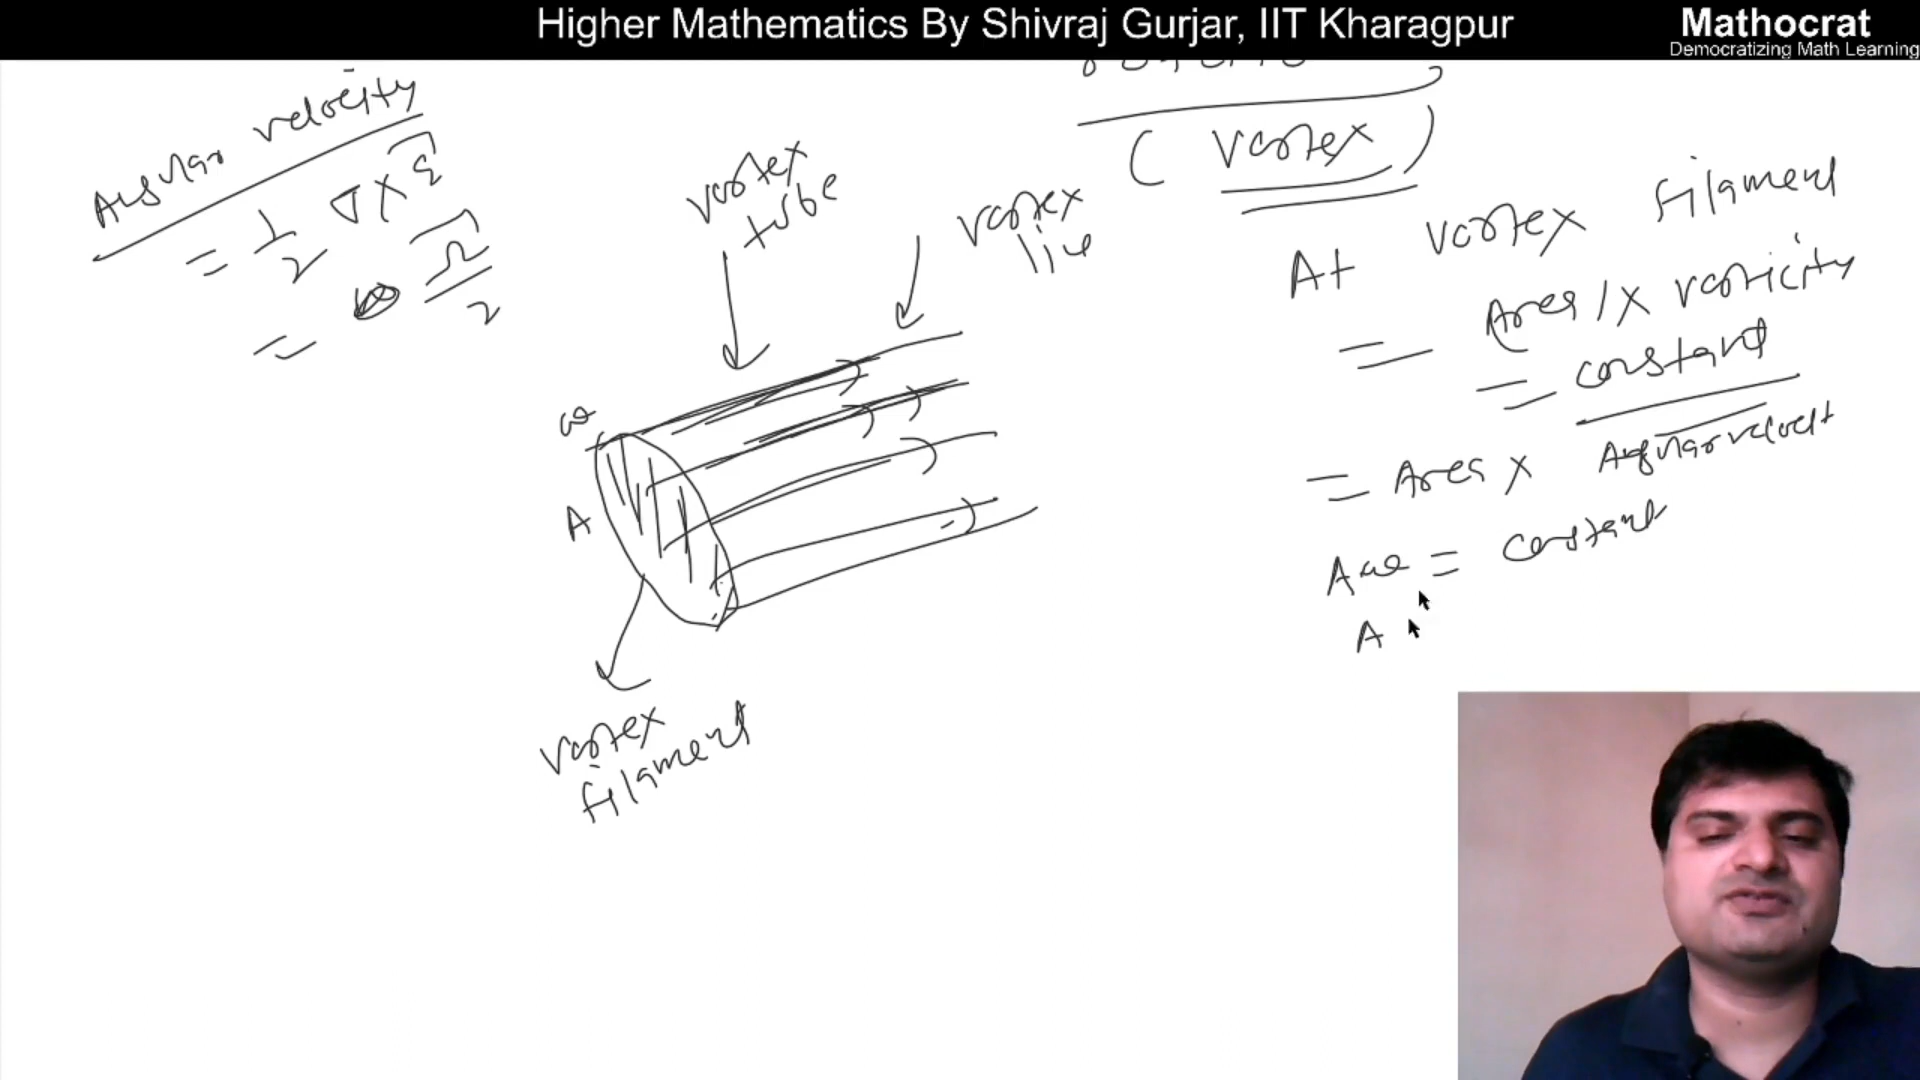 Higher Mathematics By Shivraj Gurjar, IIT Kharagpur
Mathocrat
Democratizing Math Learning
Angular velocity
= 1/2 ∇ × q
= Ω/2
vortex
tube
vortex
line
( Vortex )
At vortex filament
= Area × vorticity
= constant
= Area × Angular velocity
Aω = constant
A
ω
A
vortex
filament